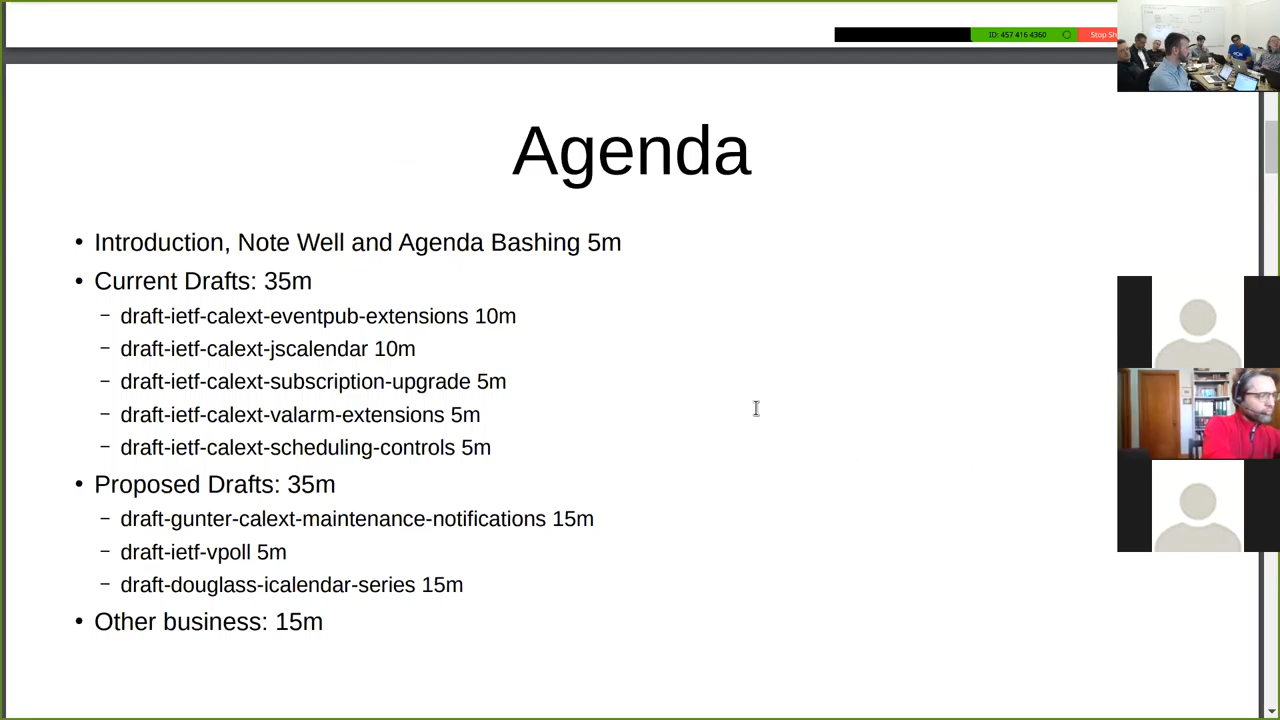 ID: 457 416 4360
Stop Sh
Agenda
• Introduction, Note Well and Agenda Bashing 5m
• Current Drafts: 35m
– draft-ietf-calext-eventpub-extensions 10m
– draft-ietf-calext-jscalendar 10m
– draft-ietf-calext-subscription-upgrade 5m
– draft-ietf-calext-valarm-extensions 5m
– draft-ietf-calext-scheduling-controls 5m
• Proposed Drafts: 35m
– draft-gunter-calext-maintenance-notifications 15m
– draft-ietf-vpoll 5m
– draft-douglass-icalendar-series 15m
• Other business: 15m